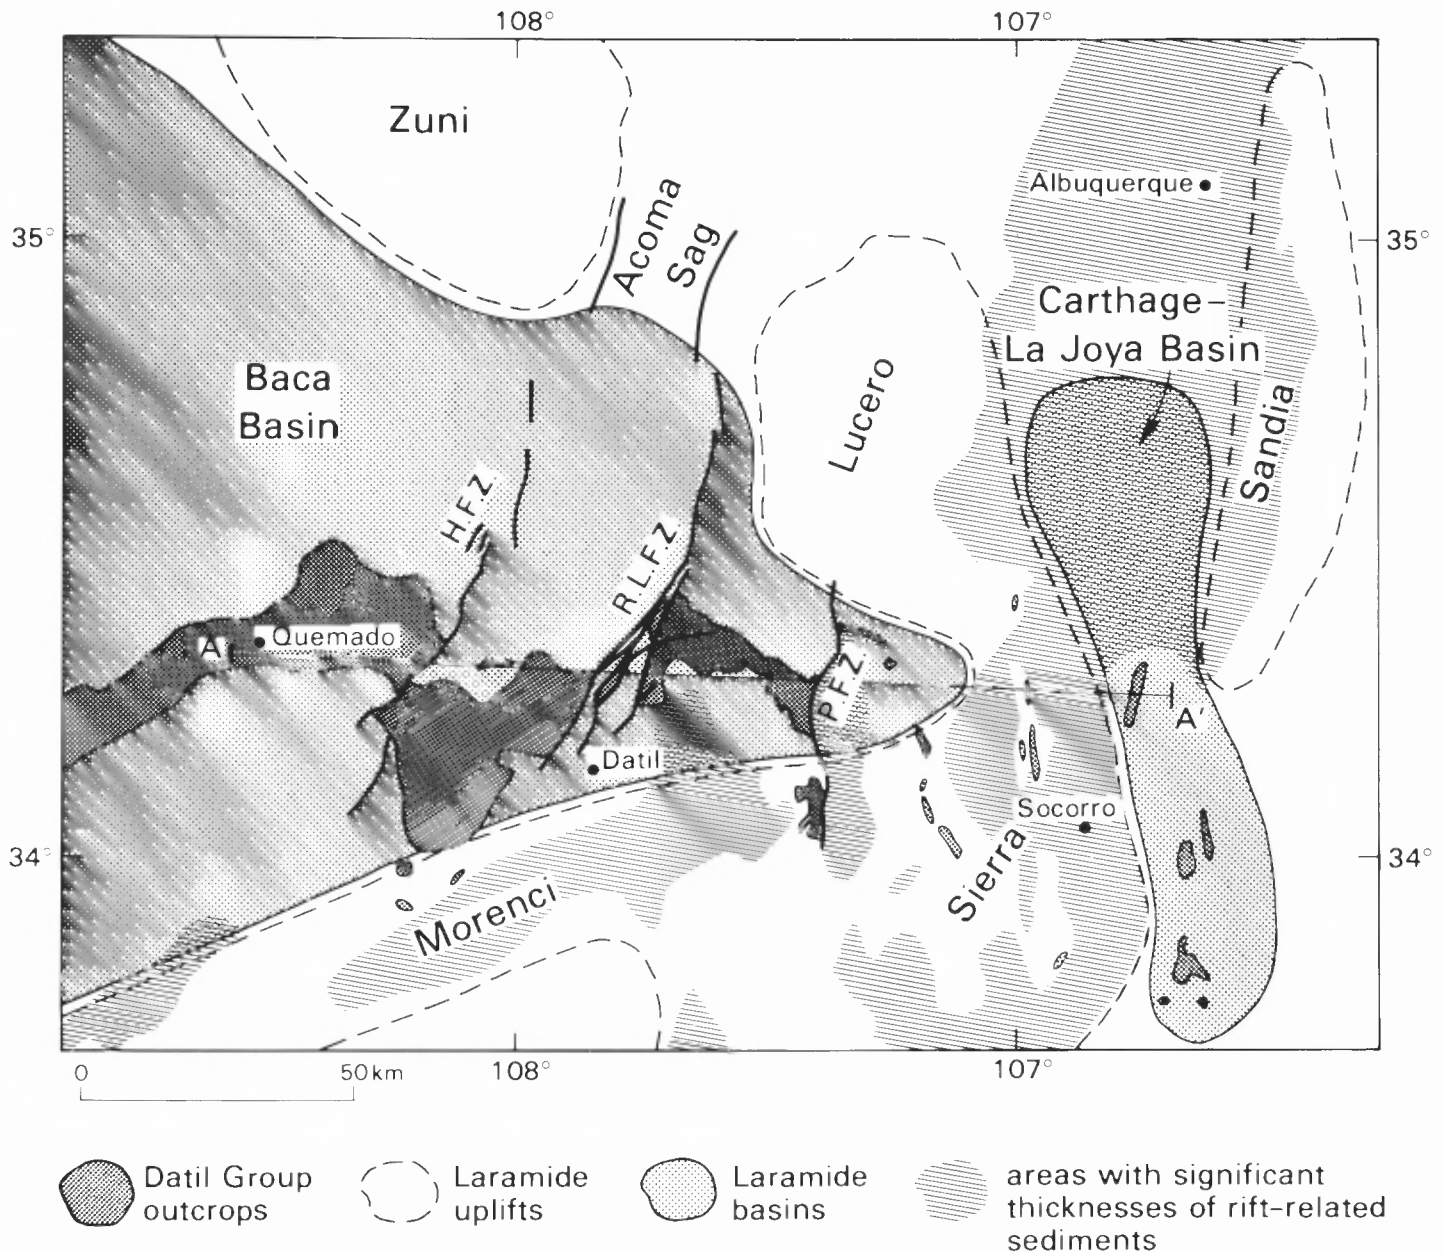 108°
107°
Zuni
Albuquerque
Acoma
Sag
35°
35°
Carthage–
La Joya Basin
Baca
Basin
Lucero
Sandia
H.F.Z.
R.L.F.Z.
A
Quemado
P.F.Z.
A'
Datil
Socorro
Sierra
34°
34°
Morenci
0
50km
108°
107°
Datil Group
outcrops
Laramide
uplifts
Laramide
basins
areas with significant
thicknesses of rift-related
sediments